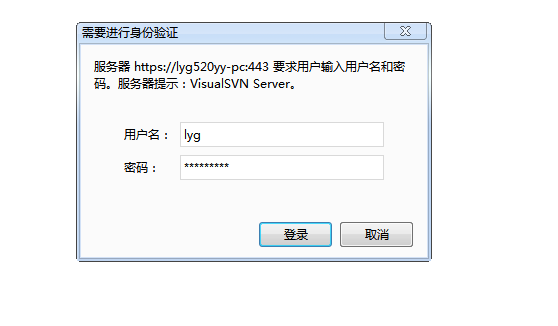 需要进行身份验证
服务器 https://lyg520yy-pc:443 要求用户输入用户名和密
码。服务器提示：VisualSVN Server。
用户名： lyg
密码： *********
登录 取消